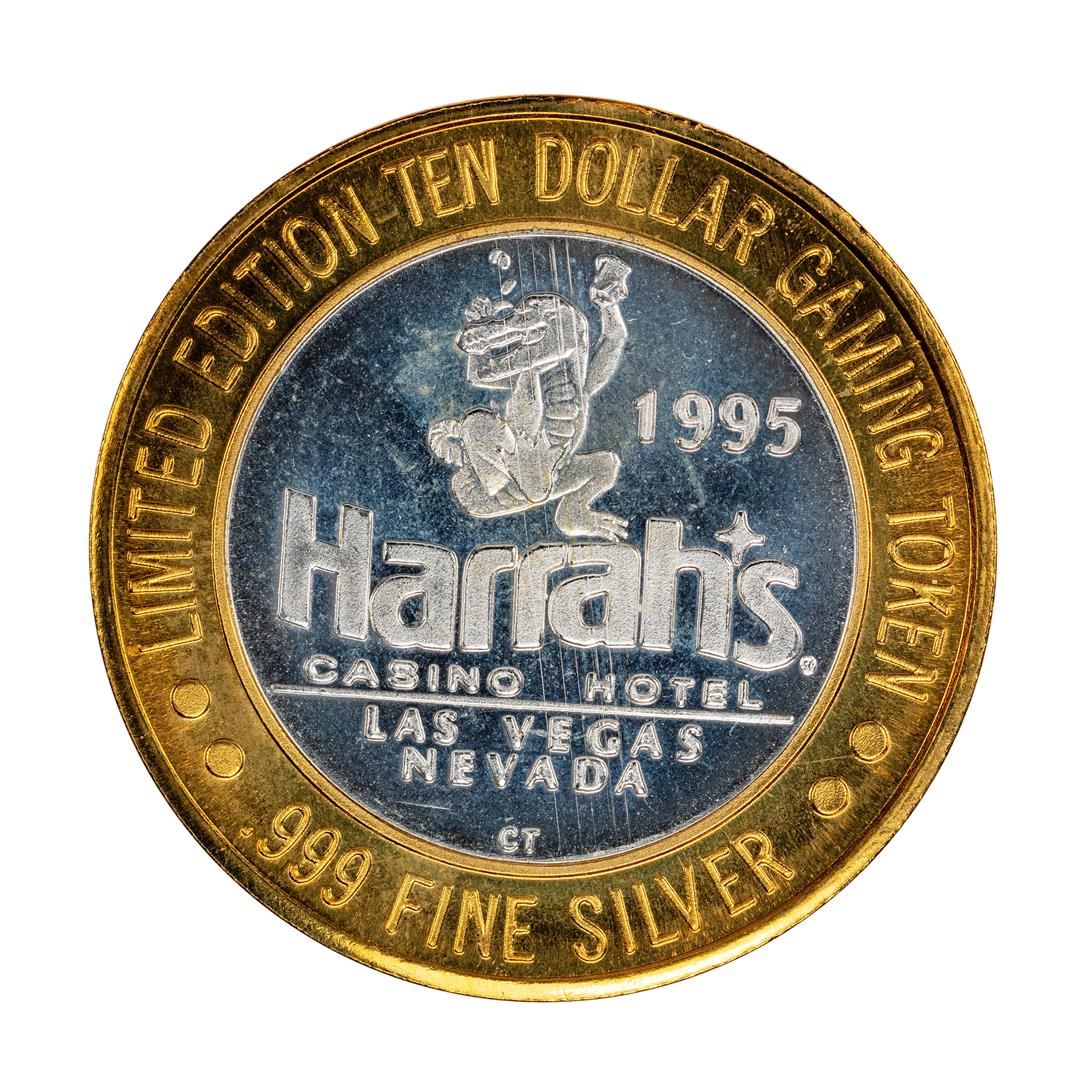 LIMITED EDITION TEN DOLLAR GAMING TOKEN
1995
Harrah's
CASINO HOTEL
LAS VEGAS
NEVADA
CT
.999 FINE SILVER